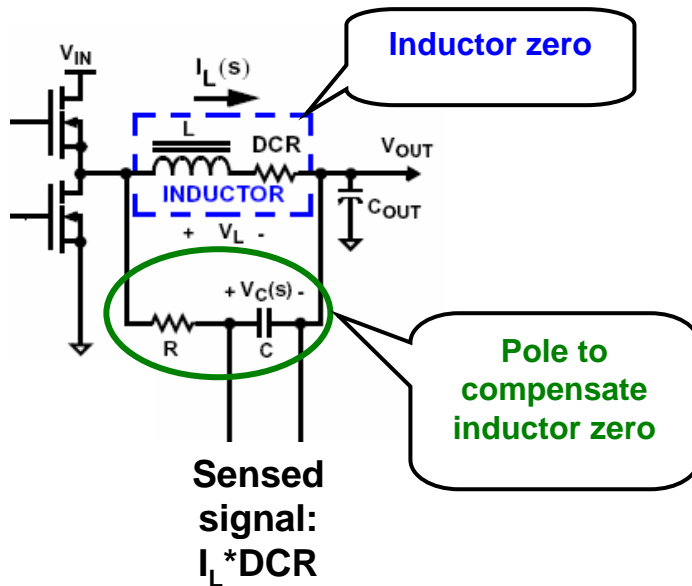 Inductor zero
V_IN
I_L(s)
L
DCR
V_OUT
INDUCTOR
C_OUT
+ V_L -
+ V_C(s) -
R
C
Pole to
compensate
inductor zero
Sensed
signal:
I_L*DCR